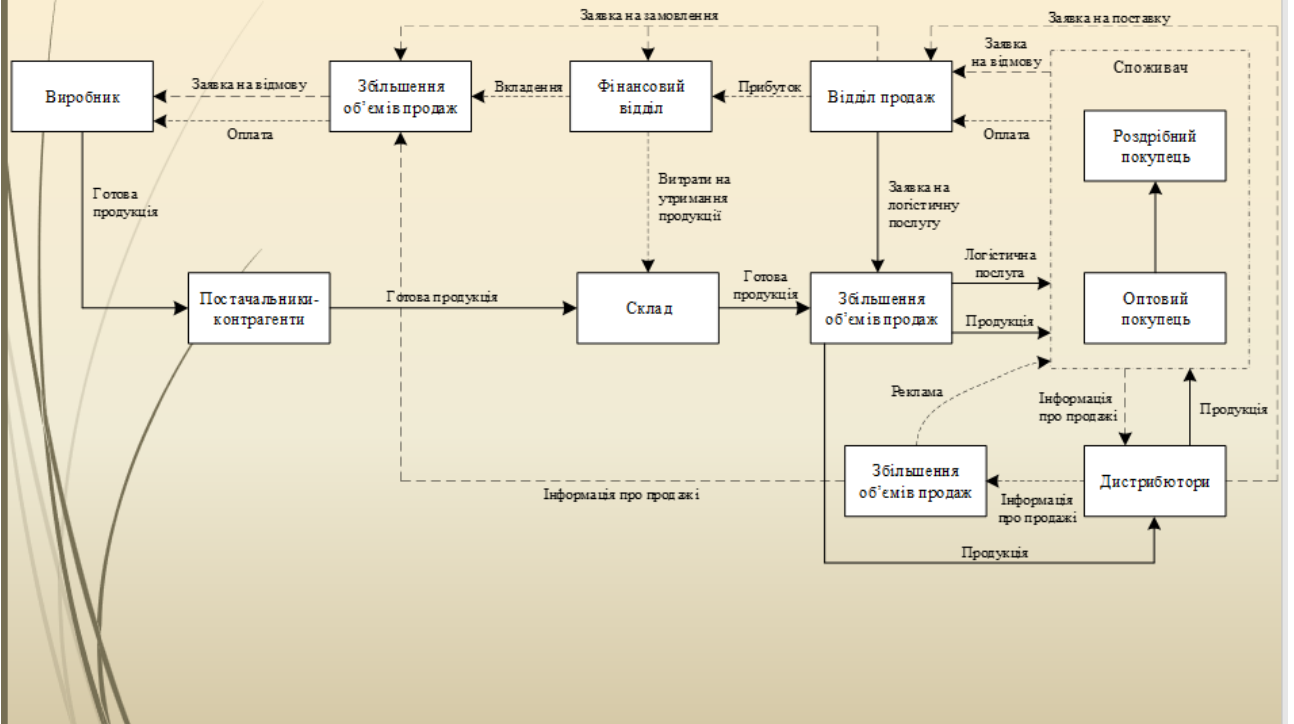 Заявка на замовлення
Заявка на поставку
Виробник
Заявка на відмову
Оплата
Збільшення
об’ємів продаж
Вкладення
Фінансовий
відділ
Прибуток
Відділ продаж
Заявка
на відмову
Оплата
Споживач
Роздрібний
покупець
Готова
продукція
Витрати на
утримання
продукції
Заявка на
логістичну
послугу
Постачальники-
контрагенти
Готова продукція
Склад
Готова
продукція
Збільшення
об’ємів продаж
Логістична
послуга
Продукція
Оптовий
покупець
Реклама
Інформація
про продажі
Продукція
Збільшення
об’ємів продаж
Інформація
про продажі
Дистрибютори
Інформація про продажі
Продукція